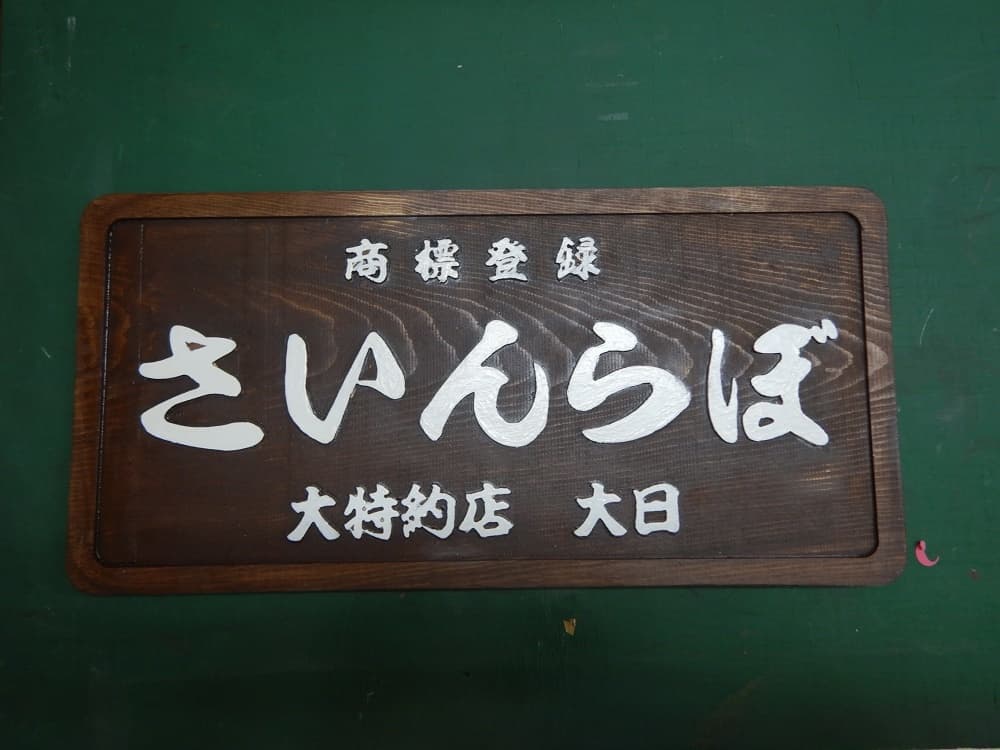 商標登録
さいんらぼ
大特約店　大日